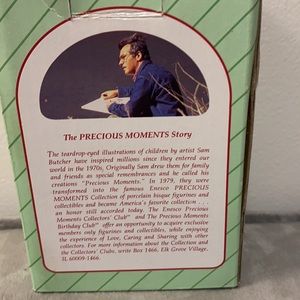 The PRECIOUS MOMENTS Story
The teardrop-eyed illustrations of children by artist Sam
Butcher have inspired millions since they entered our
world in the 1970s. Originally Sam drew them for family
and friends as special remembrances and he called his
creations "Precious Moments." In 1979, they were
transformed into the famous Enesco PRECIOUS
MOMENTS Collection of porcelain bisque figurines and
collectibles and became America's favorite collection . . .
an honor still accorded today. The Enesco Precious
Moments Collectors' Club and The Precious Moments
Birthday Club offer an opportunity to acquire exclusive
members only figurines and collectibles, while enjoying
the experience of Love, Caring and Sharing with other
collectors. For more information about the Collection and
the Collectors' Clubs, write Box 1466, Elk Grove Village,
IL 60009-1466.